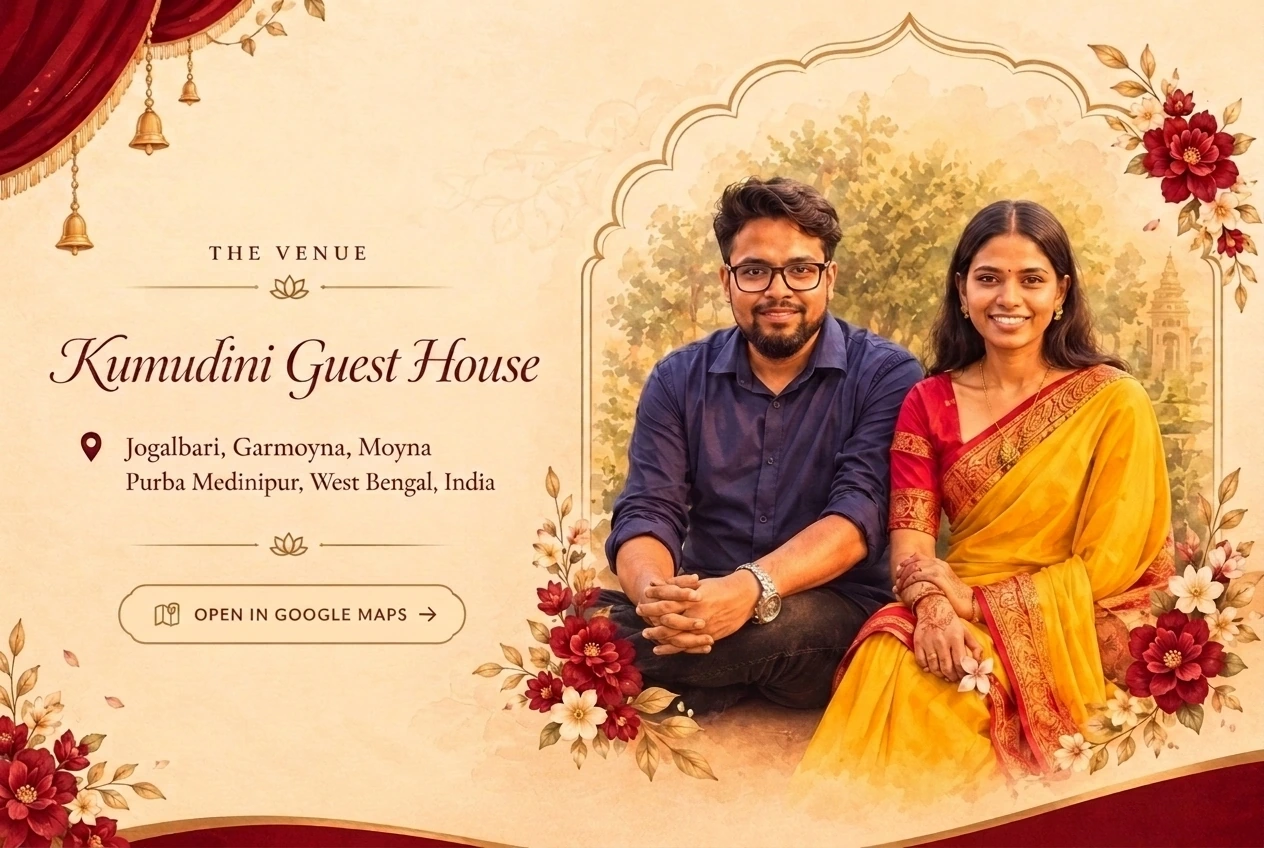 THE VENUE
Kumudini Guest House
Jogalbari, Garmoyna, Moyna
Purba Medinipur, West Bengal, India
OPEN IN GOOGLE MAPS →